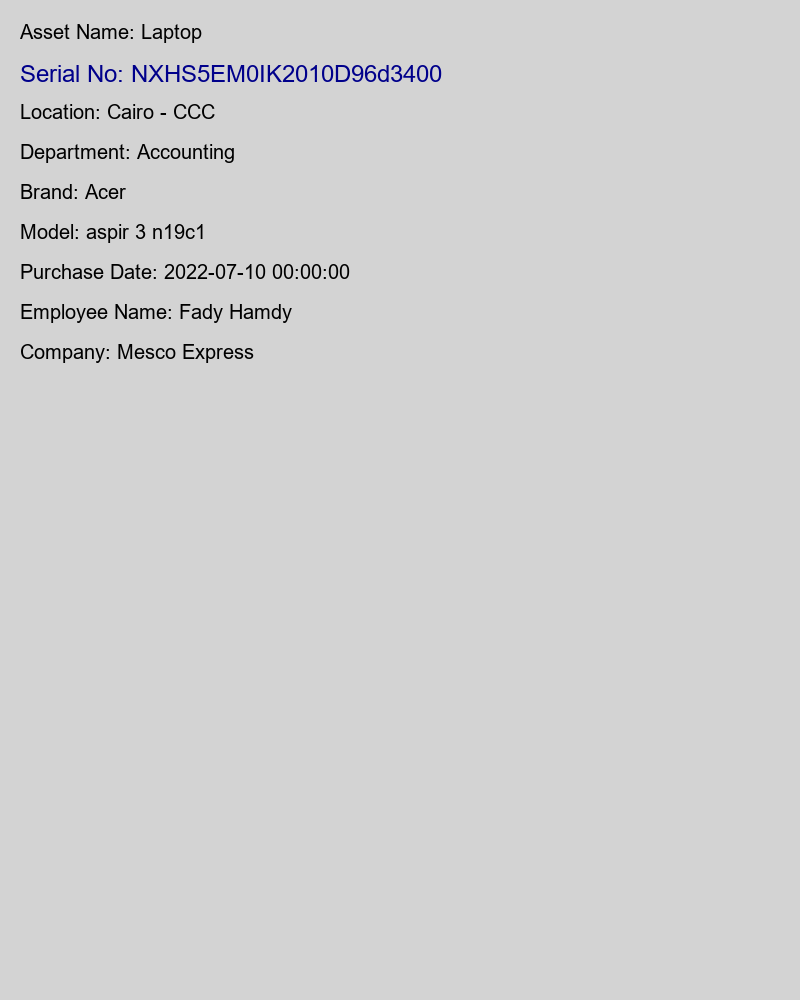 Asset Name: Laptop
Serial No: NXHS5EM0IK2010D96d3400
Location: Cairo - CCC
Department: Accounting
Brand: Acer
Model: aspir 3 n19c1
Purchase Date: 2022-07-10 00:00:00
Employee Name: Fady Hamdy
Company: Mesco Express